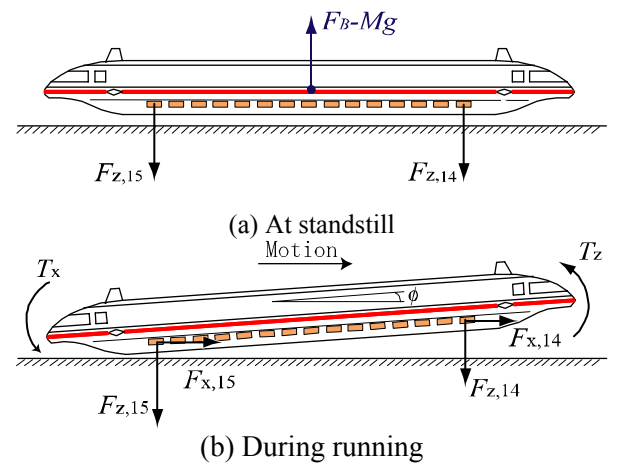 F_B-Mg
F_z,15
F_z,14
(a) At standstill
Motion
T_x
T_z
ϕ
F_x,14
F_x,15
F_z,14
F_z,15
(b) During running